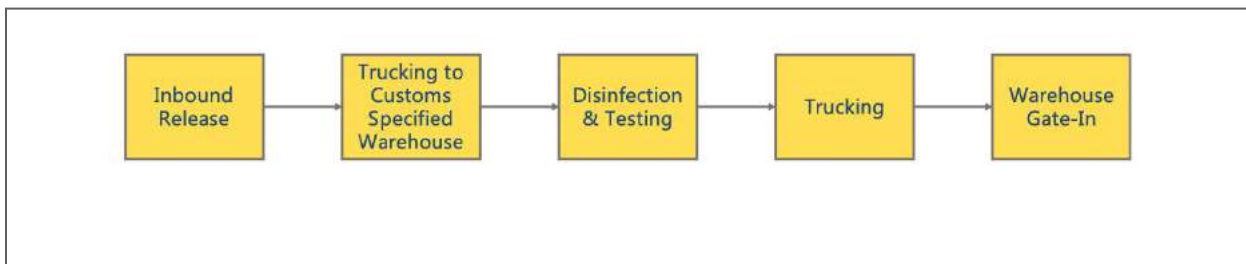 Inbound
Release
Trucking to
Customs
Specified
Warehouse
Disinfection
& Testing
Trucking
Warehouse
Gate-In